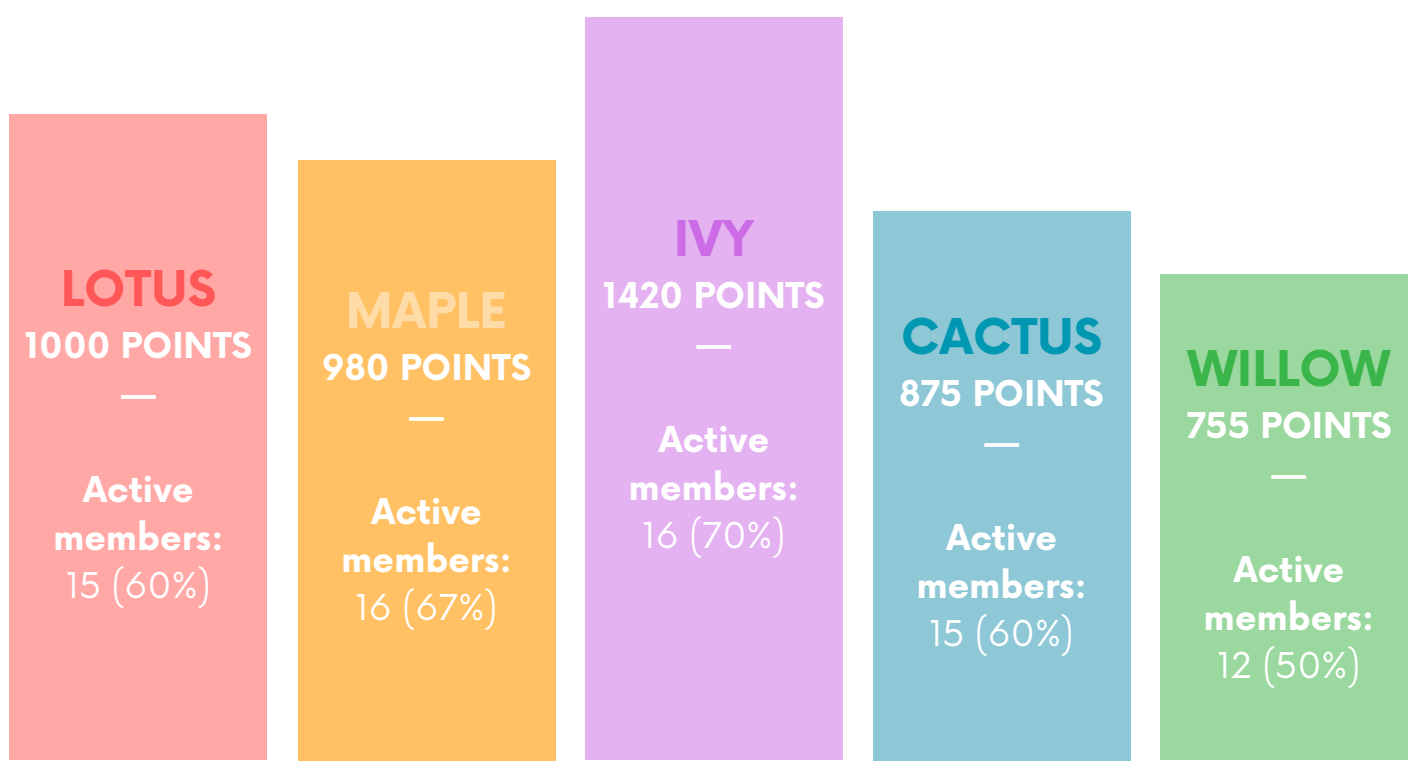 LOTUS
1000 POINTS
—
Active
members:
15 (60%)
MAPLE
980 POINTS
—
Active
members:
16 (67%)
IVY
1420 POINTS
—
Active
members:
16 (70%)
CACTUS
875 POINTS
—
Active
members:
15 (60%)
WILLOW
755 POINTS
—
Active
members:
12 (50%)